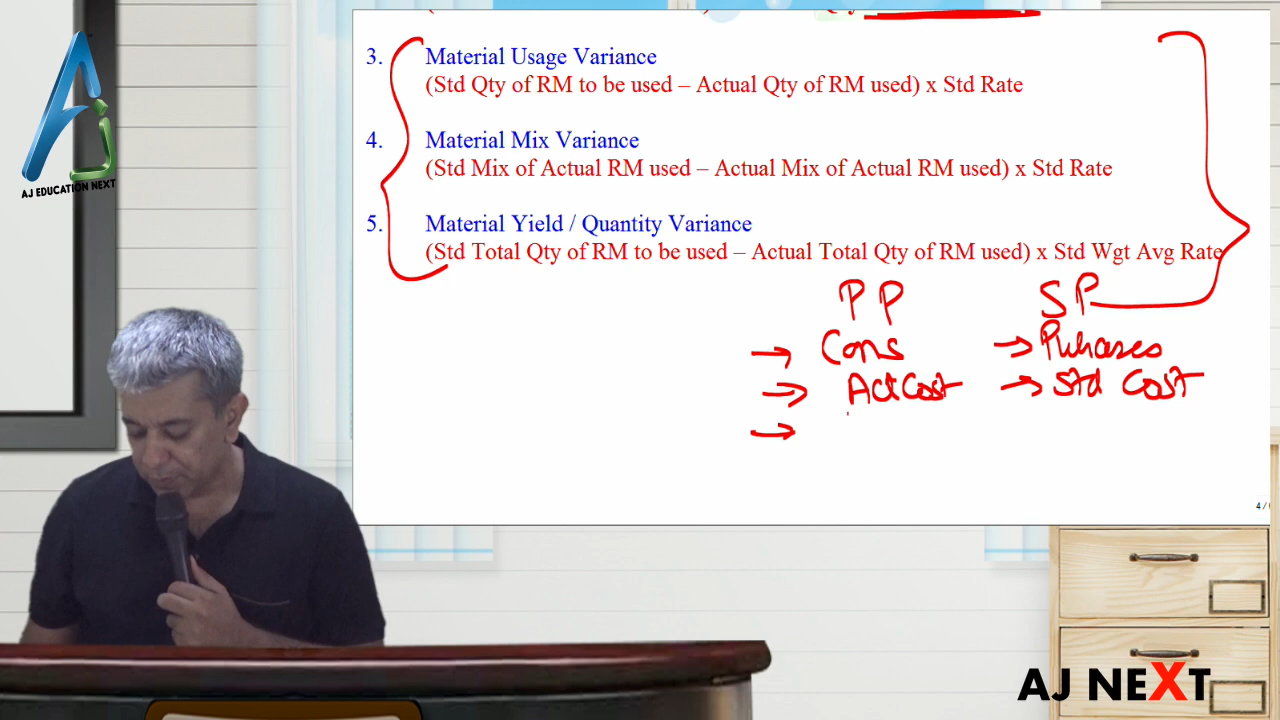 3. Material Usage Variance
(Std Qty of RM to be used – Actual Qty of RM used) x Std Rate
4. Material Mix Variance
(Std Mix of Actual RM used – Actual Mix of Actual RM used) x Std Rate
5. Material Yield / Quantity Variance
(Std Total Qty of RM to be used – Actual Total Qty of RM used) x Std Wgt Avg Rate
PP SP
→ Cons → Puhases
→ Act Cost → Std Cost
→
4 /
AJ EDUCATION NEXT
AJ NEXT